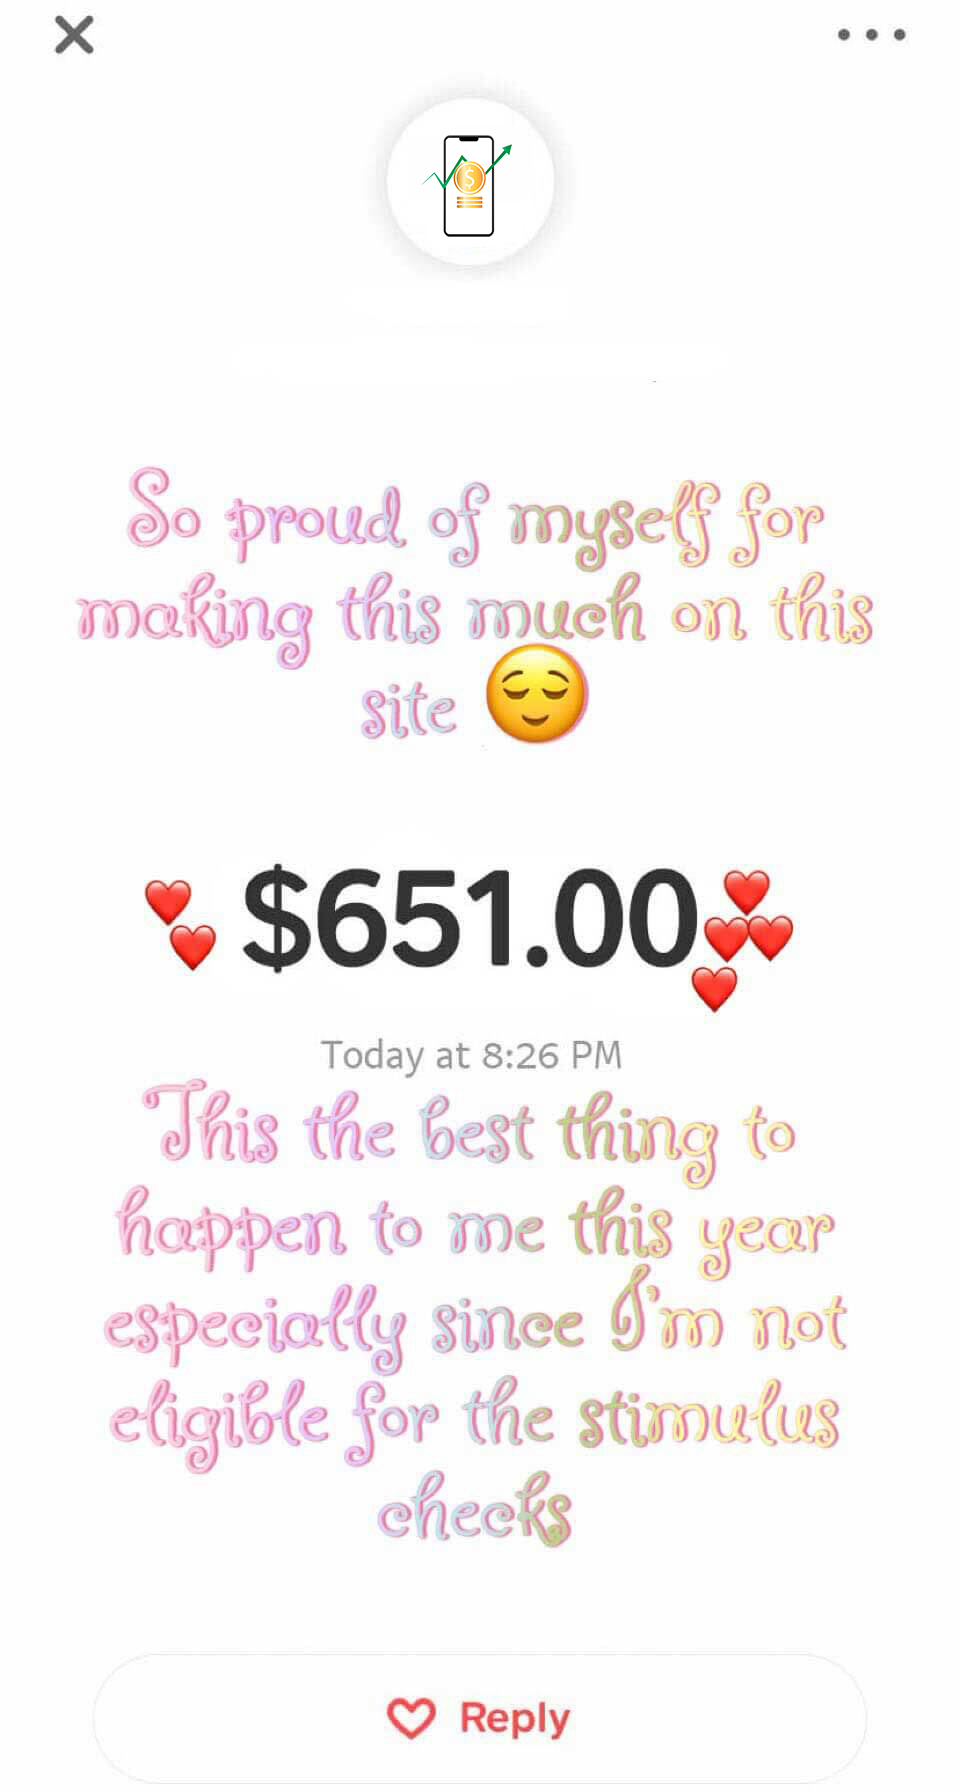 So proud of myself for
making this much on this
site
$651.00
Today at 8:26 PM
This the best thing to
happen to me this year
especially since I'm not
eligible for the stimulus
checks
Reply